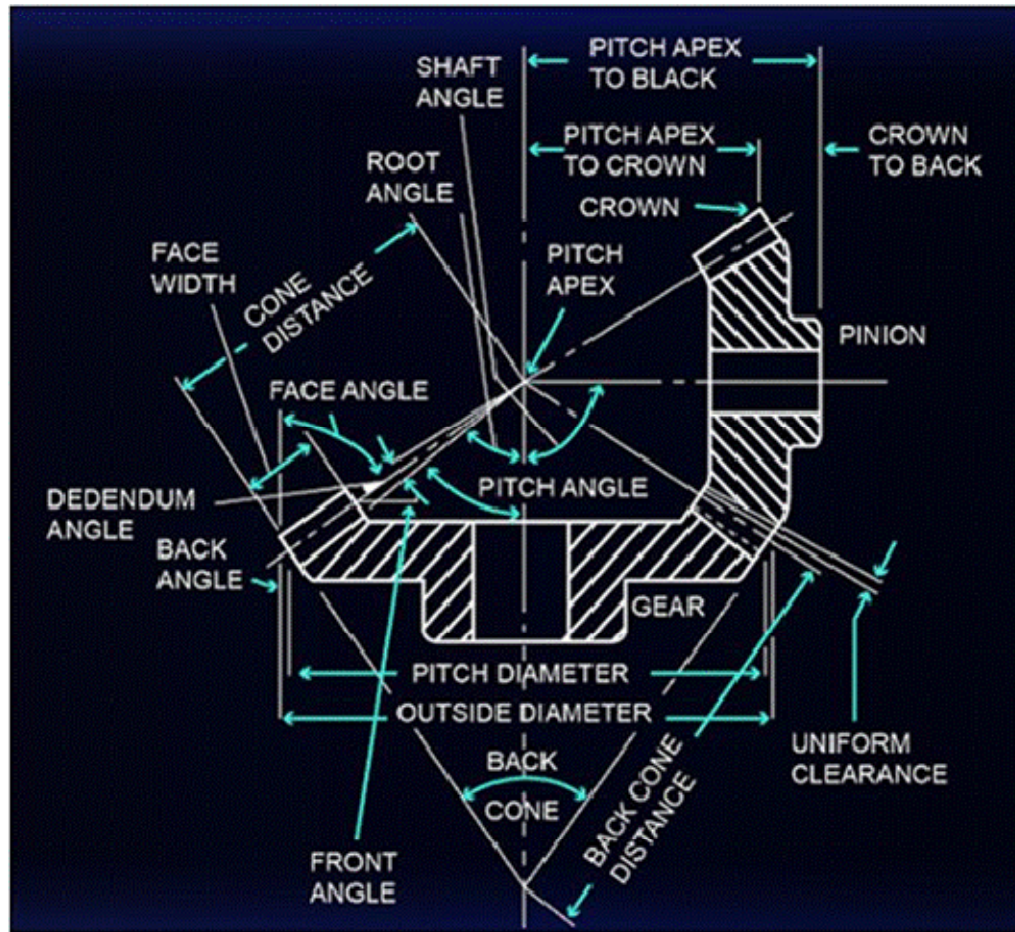 PITCH APEX
TO BLACK
SHAFT
ANGLE
PITCH APEX
TO CROWN
CROWN
TO BACK
ROOT
ANGLE
CROWN
FACE
WIDTH
PITCH
APEX
CONE
DISTANCE
PINION
FACE ANGLE
PITCH ANGLE
DEDENDUM
ANGLE
BACK
ANGLE
GEAR
PITCH DIAMETER
OUTSIDE DIAMETER
UNIFORM
CLEARANCE
BACK
CONE
BACK CONE
DISTANCE
FRONT
ANGLE